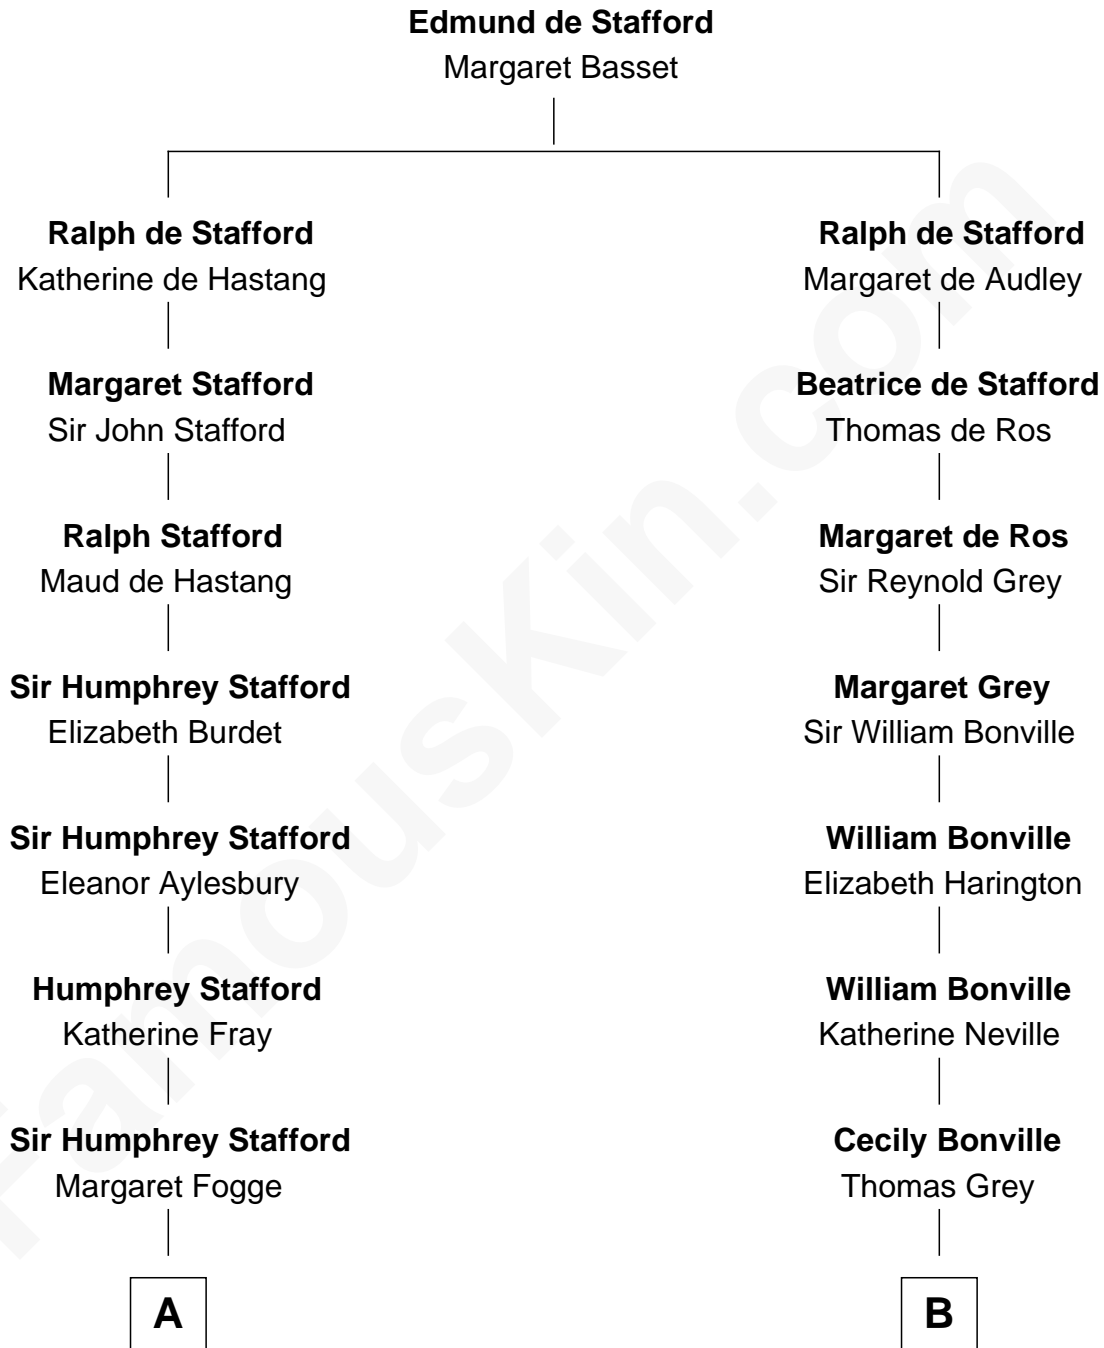 Edmund de Stafford
Margaret Basset
Ralph de Stafford
Katherine de Hastang
Margaret Stafford
Sir John Stafford
Ralph Stafford
Maud de Hastang
Sir Humphrey Stafford
Elizabeth Burdet
Sir Humphrey Stafford
Eleanor Aylesbury
Humphrey Stafford
Katherine Fray
Sir Humphrey Stafford
Margaret Fogge
A
Ralph de Stafford
Margaret de Audley
Beatrice de Stafford
Thomas de Ros
Margaret de Ros
Sir Reynold Grey
Margaret Grey
Sir William Bonville
William Bonville
Elizabeth Harington
William Bonville
Katherine Neville
Cecily Bonville
Thomas Grey
B
FamousKin.com